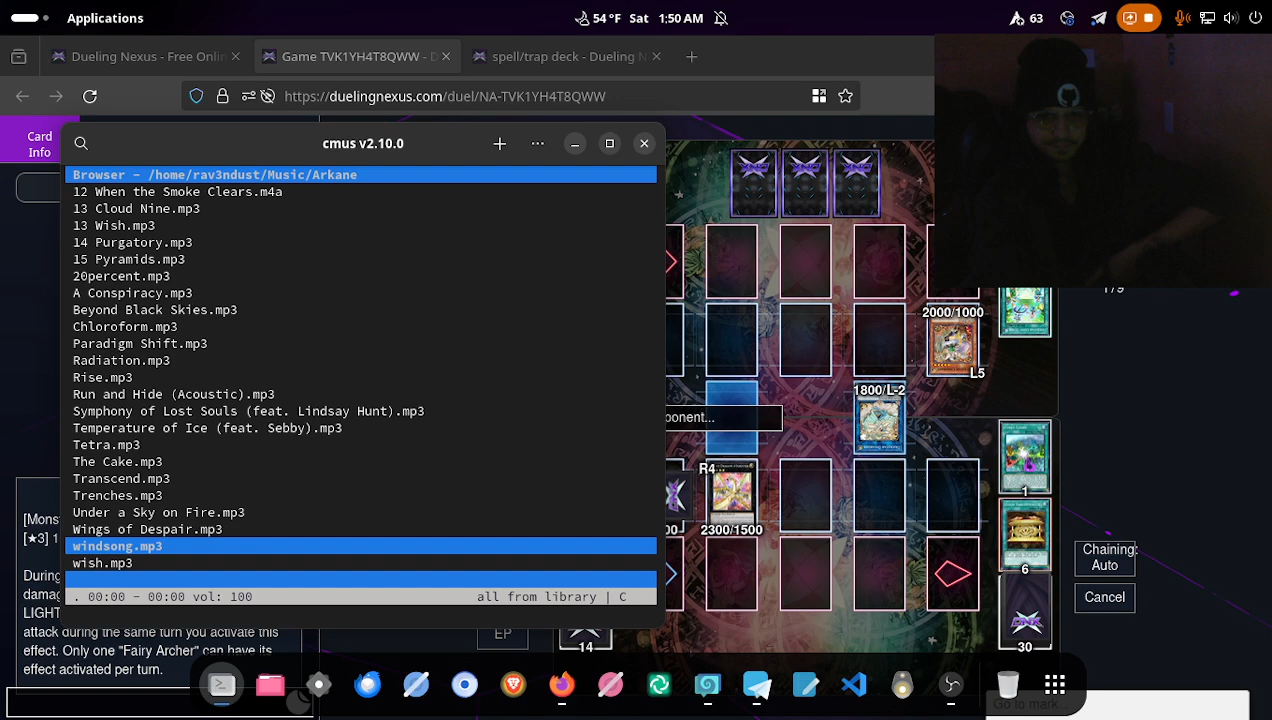 Applications
54 °F Sat 1:50 AM
63
Dueling Nexus - Free Onlin
Game TVK1YH4T8QWW - D
spell/trap deck - Dueling N
https://duelingnexus.com/duel/NA-TVK1YH4T8QWW
Card
Info
cmus v2.10.0
Browser - /home/rav3ndust/Music/Arkane
12 When the Smoke Clears.m4a
13 Cloud Nine.mp3
13 Wish.mp3
14 Purgatory.mp3
15 Pyramids.mp3
20percent.mp3
A Conspiracy.mp3
Beyond Black Skies.mp3
Chloroform.mp3
Paradigm Shift.mp3
Radiation.mp3
Rise.mp3
Run and Hide (Acoustic).mp3
Symphony of Lost Souls (feat. Lindsay Hunt).mp3
Temperature of Ice (feat. Sebby).mp3
Tetra.mp3
The Cake.mp3
Transcend.mp3
Trenches.mp3
Under a Sky on Fire.mp3
Wings of Despair.mp3
windsong.mp3
wish.mp3
. 00:00 - 00:00 vol: 100 all from library | C
2000/1000
L5
1800/L-2
ponent...
R4
2300/1500
00
1
6
30
14
EP
Chaining:
Auto
Cancel
[Mons
[★3] 1
During
damag
LIGHT
attack during the same turn you activate this
effect. Only one "Fairy Archer" can have its
effect activated per turn.
Go to mark...